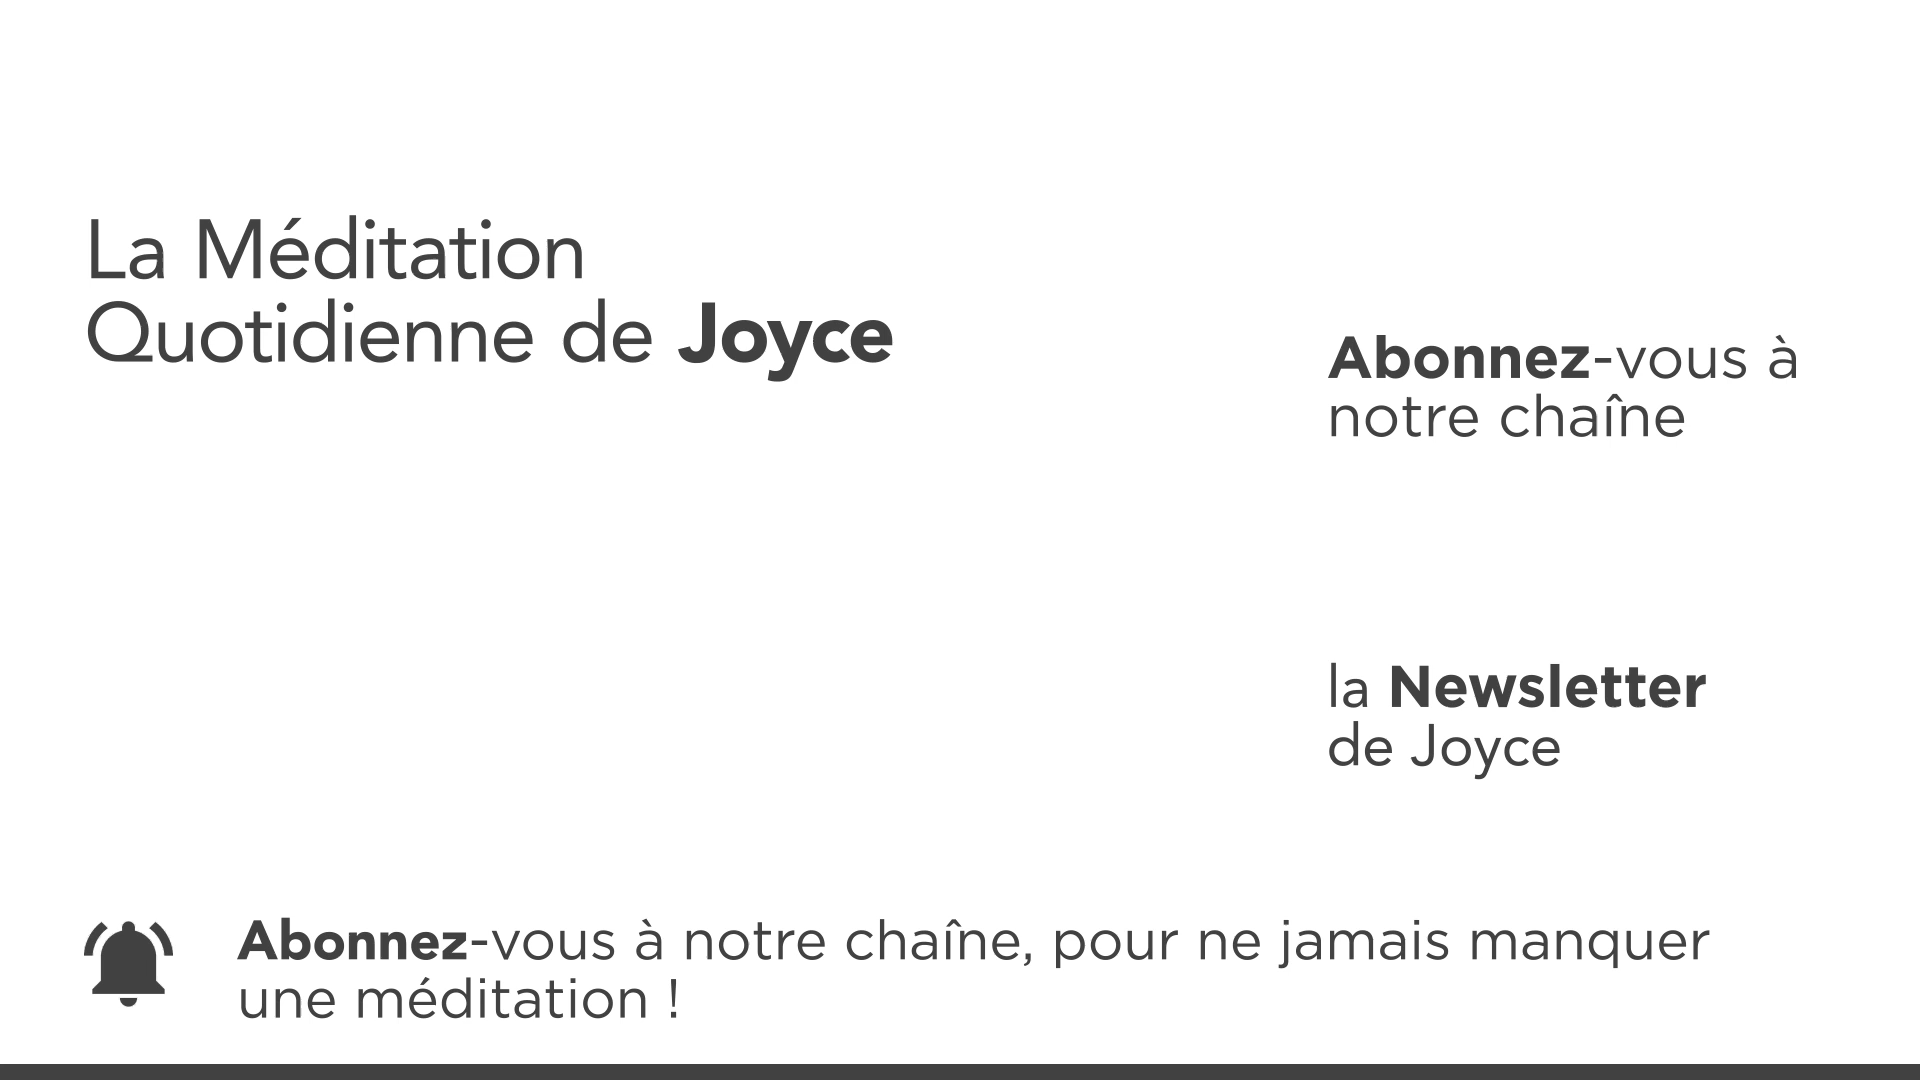 La Méditation
Quotidienne de Joyce
Abonnez-vous à
notre chaîne
la Newsletter
de Joyce
Abonnez-vous à notre chaîne, pour ne jamais manquer
une méditation !